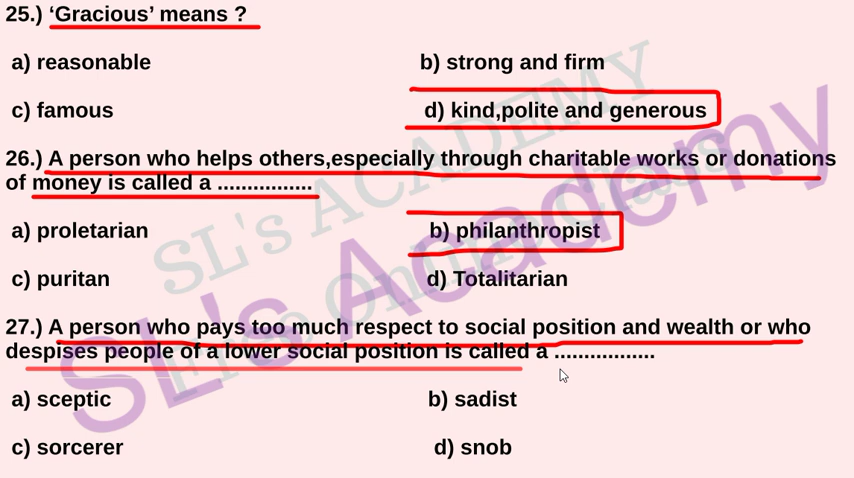 25.) ‘Gracious’ means ?
a) reasonable b) strong and firm
c) famous d) kind,polite and generous
26.) A person who helps others,especially through charitable works or donations
of money is called a ................
a) proletarian b) philanthropist
c) puritan d) Totalitarian
27.) A person who pays too much respect to social position and wealth or who
despises people of a lower social position is called a .................
a) sceptic b) sadist
c) sorcerer d) snob
SL's ACADEMY
Free Online Class
SL's Academy